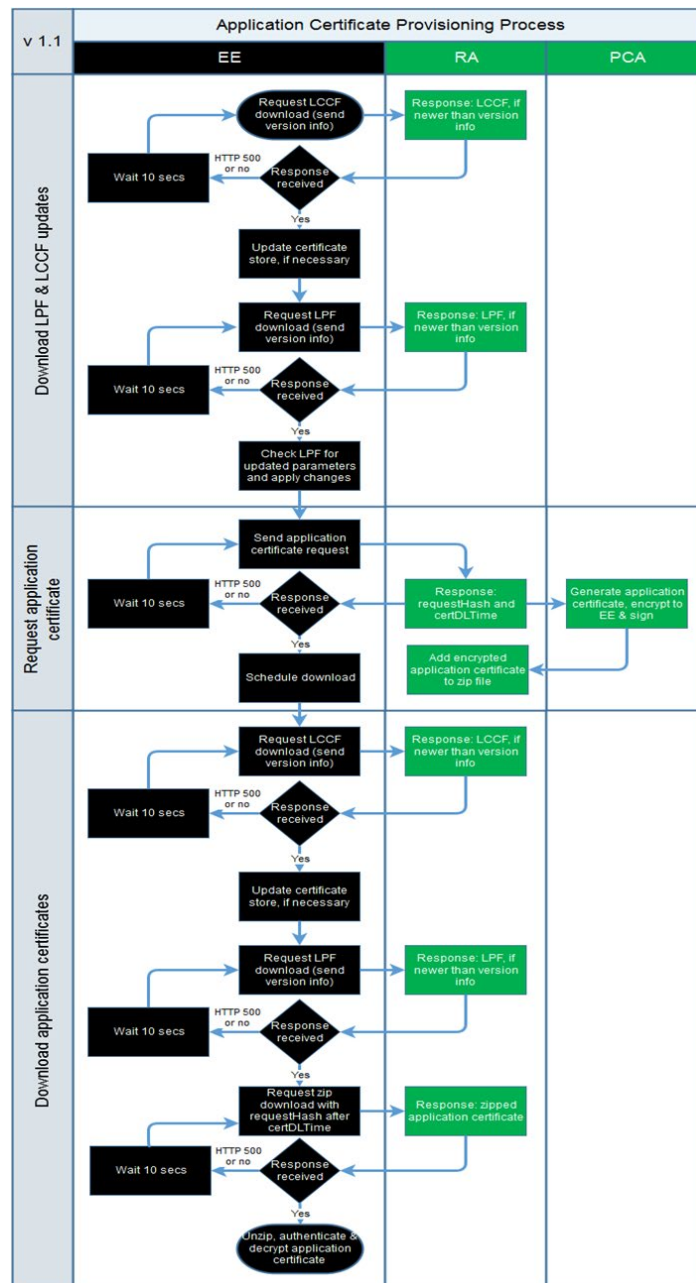 Application Certificate Provisioning Process
v 1.1
EE
RA
PCA
Download LPF & LCCF updates
Request LCCF
download (send
version info)
Response: LCCF, if
newer than version
info
Wait 10 secs
HTTP 500
or no
Response
received
Yes
Update certificate
store, if necessary
Request LPF
download (send
version info)
Response: LPF, if
newer than version
info
Wait 10 secs
HTTP 500
or no
Response
received
Yes
Check LPF for
updated parameters
and apply changes
Request application
certificate
Send application
certificate request
Wait 10 secs
HTTP 500
or no
Response
received
Response:
requestHash and
certDLTime
Generate application
certificate, encrypt to
EE & sign
Yes
Schedule download
Add encrypted
application certificate
to zip file
Download application certificates
Request LCCF
download (send
version info)
Response: LCCF, if
newer than version
info
Wait 10 secs
HTTP 500
or no
Response
received
Yes
Update certificate
store, if necessary
Request LPF
download (send
version info)
Response: LPF, if
newer than version
info
Wait 10 secs
HTTP 500
or no
Response
received
Yes
Request zip
download with
requestHash after
certDLTime
Response: zipped
application certificate
Wait 10 secs
HTTP 500
or no
Response
received
Yes
Unzip, authenticate &
decrypt application
certificate